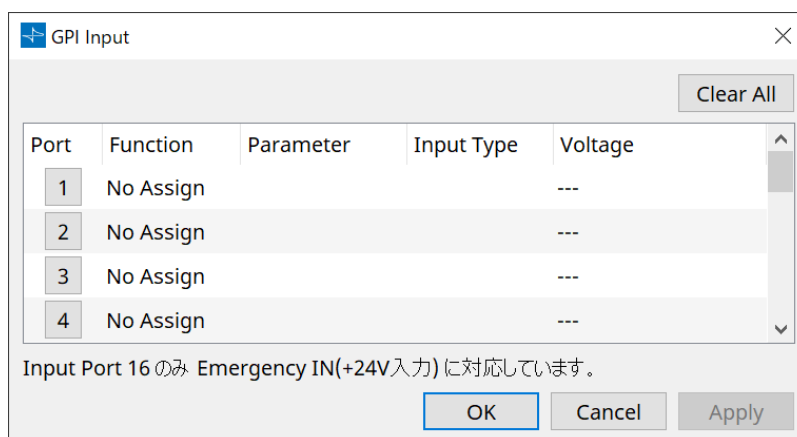 GPI Input
Clear All
Port Function Parameter Input Type Voltage
1 No Assign ---
2 No Assign ---
3 No Assign ---
4 No Assign ---
Input Port 16 のみ Emergency IN(+24V入力) に対応しています。
OK Cancel Apply